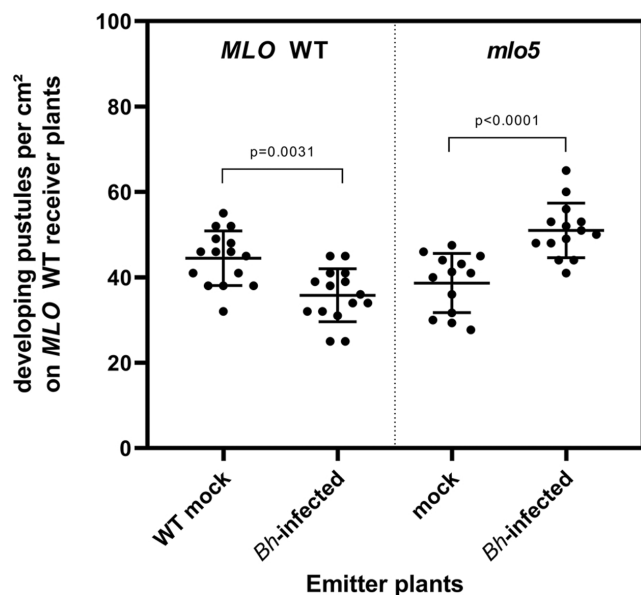 MLO WT
mlo5
p=0.0031
p<0.0001
developing pustules per cm²
on MLO WT receiver plants
100
80
60
40
20
0
WT mock
Bh-infected
mock
Bh-infected
Emitter plants